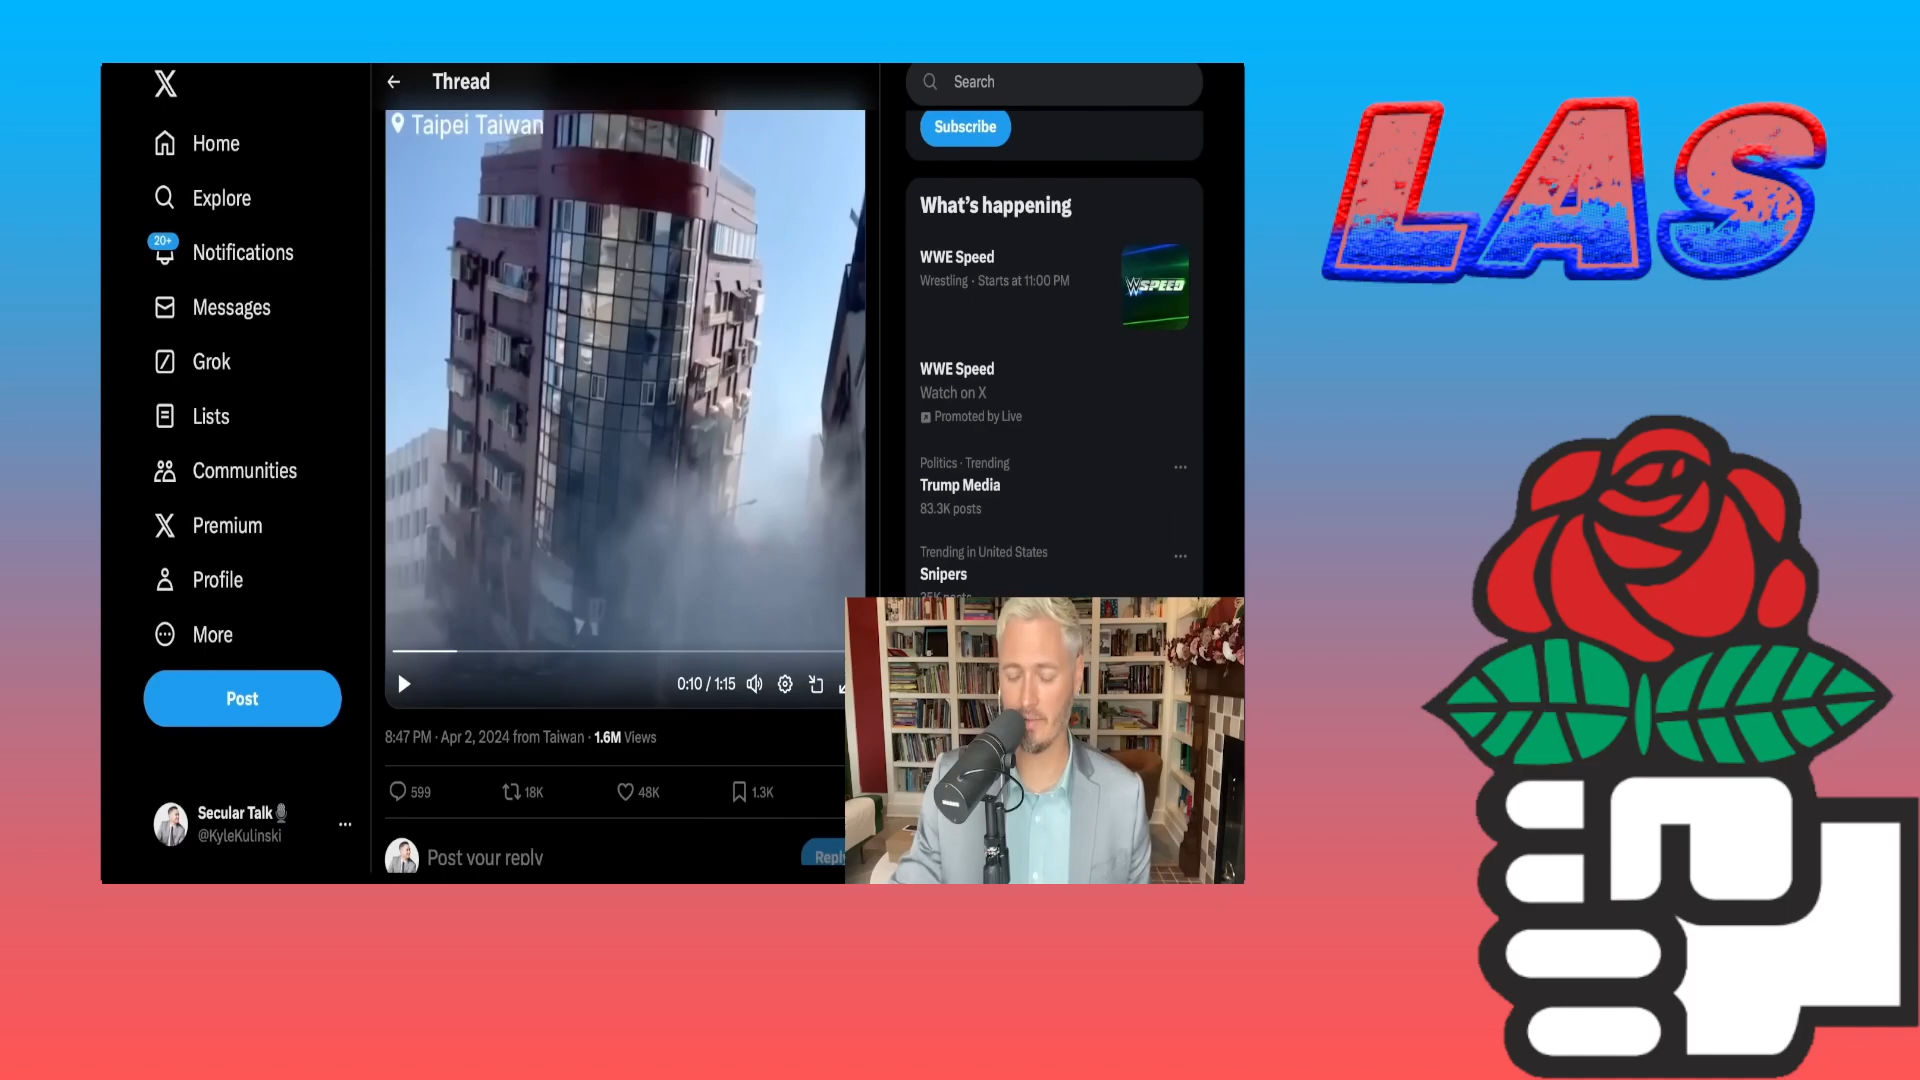 Thread
Search
Taipei Taiwan
Subscribe
Home
Explore
20+
Notifications
Messages
Grok
Lists
Communities
Premium
Profile
More
Post
What's happening
WWE Speed
Wrestling · Starts at 11:00 PM
SPEED
WWE Speed
Watch on X
Promoted by Live
Politics · Trending
Trump Media
83.3K posts
Trending in United States
Snipers
0:10 / 1:15
8:47 PM · Apr 2, 2024 from Taiwan · 1.6M Views
599
18K
48K
1.3K
Secular Talk
@KyleKulinski
Post your reply
Reply
LAS